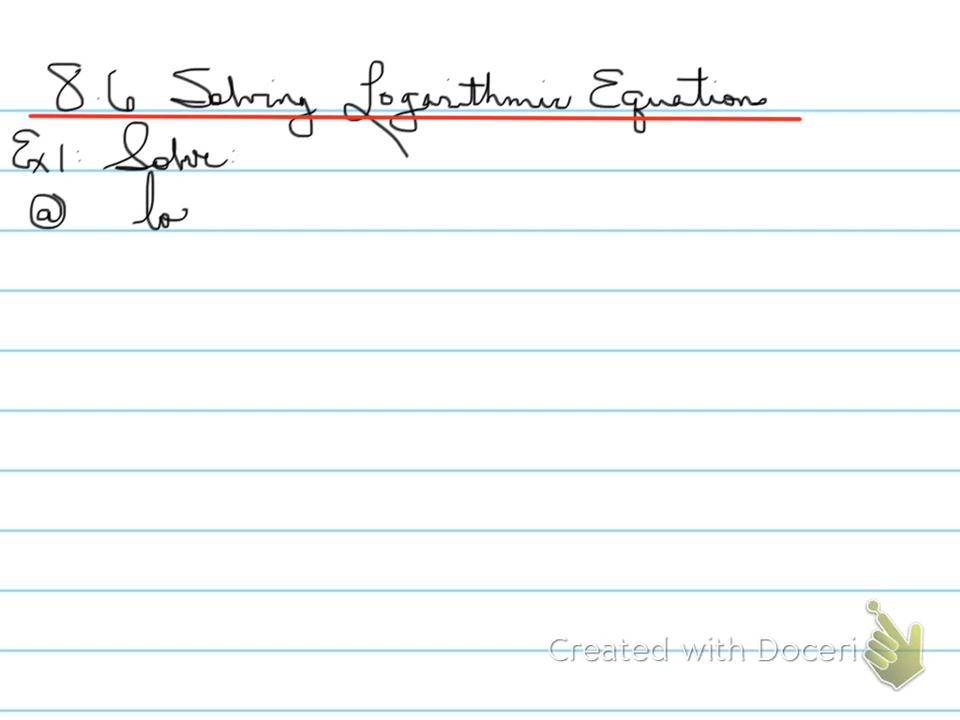 8.6 Solving Logarithmic Equations
Ex1: Solve:
ⓐ lo
Created with Doceri